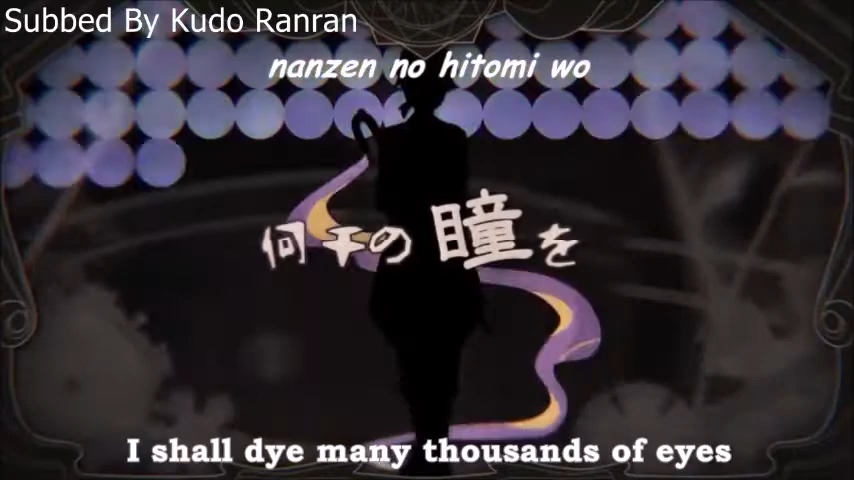 Subbed By Kudo Ranran
nanzen no hitomi wo
何千の瞳を
I shall dye many thousands of eyes